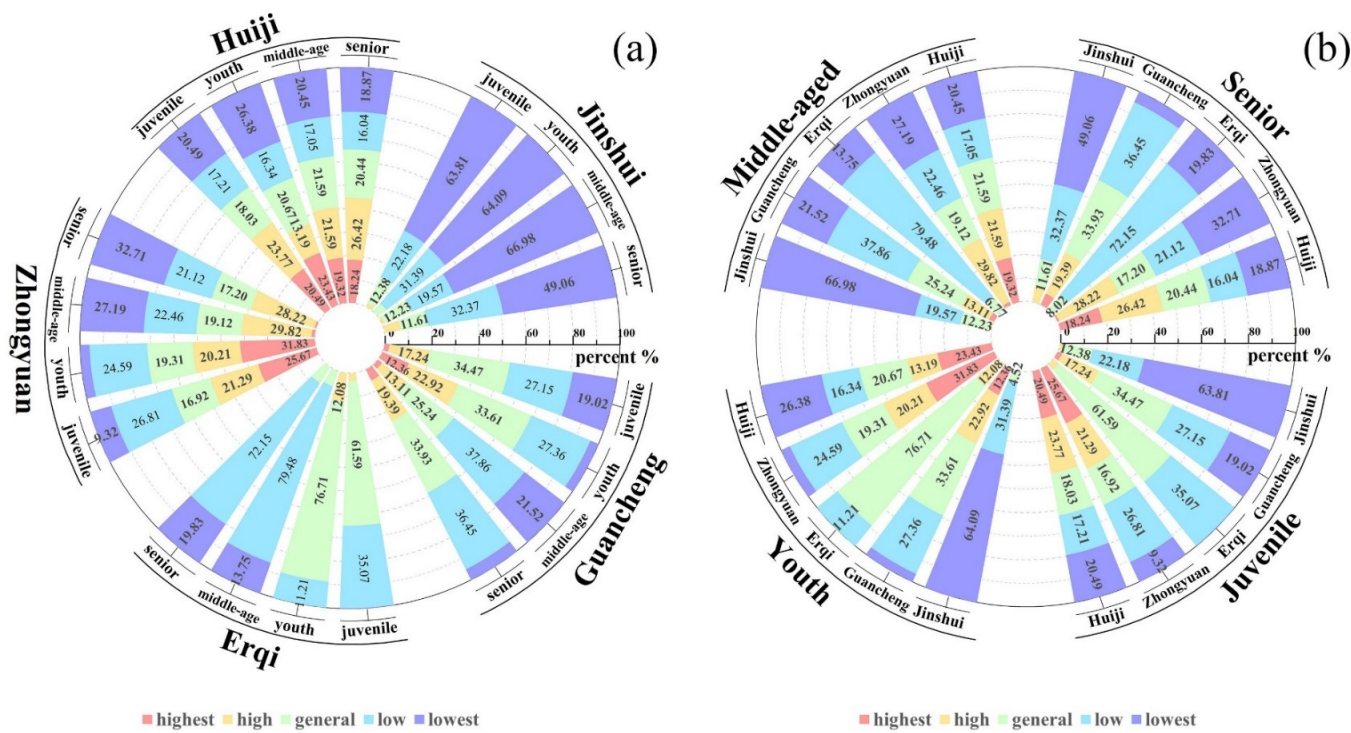 (a)
Huiji
juvenile
youth
middle-age
senior
20.49
17.21
18.03
23.77
20.49
26.38
16.34
20.67
13.19
23.43
20.45
17.05
21.59
21.59
19.32
18.87
16.04
20.44
26.42
18.24
Jinshui
juvenile
youth
middle-age
senior
63.81
22.18
12.38
64.09
31.39
66.98
19.57
12.23
49.06
32.37
11.61
0 20 40 60 80 100
percent %
Guancheng
juvenile
youth
middle-age
senior
17.24
34.47
27.15
19.02
12.36
22.92
33.61
27.36
13.11
25.24
37.86
21.52
19.39
33.93
36.45
Erqi
juvenile
youth
middle-age
senior
61.59
35.07
12.08
76.71
11.21
79.48
13.75
72.15
19.83
Zhongyuan
juvenile
youth
middle-age
senior
25.67
21.29
16.92
26.81
9.32
31.83
20.21
19.31
24.59
29.82
19.12
22.46
27.19
28.22
17.20
21.12
32.71
highest high general low lowest
(b)
Middle-aged
Jinshui
Guancheng
Erqi
Zhongyuan
Huiji
66.98
19.57
12.23
21.52
37.86
25.24
13.11
13.75
79.48
6.77
27.19
22.46
19.12
29.82
20.45
17.05
21.59
21.59
19.32
Senior
Jinshui
Guancheng
Erqi
Zhongyuan
Huiji
49.06
32.37
11.61
36.45
33.93
19.39
19.83
72.15
8.02
32.71
21.12
17.20
28.22
18.87
16.04
20.44
26.42
18.24
0 20 40 60 80 100
percent %
Juvenile
Jinshui
Guancheng
Erqi
Zhongyuan
Huiji
12.38
22.18
63.81
17.24
34.47
27.15
19.02
61.59
35.07
25.67
21.29
16.92
26.81
9.32
20.49
23.77
18.03
17.21
20.49
Youth
Jinshui
Guancheng
Erqi
Zhongyuan
Huiji
4.52
31.39
64.09
12.36
22.92
33.61
27.36
12.08
76.71
11.21
31.83
20.21
19.31
24.59
23.43
13.19
20.67
16.34
26.38
highest high general low lowest